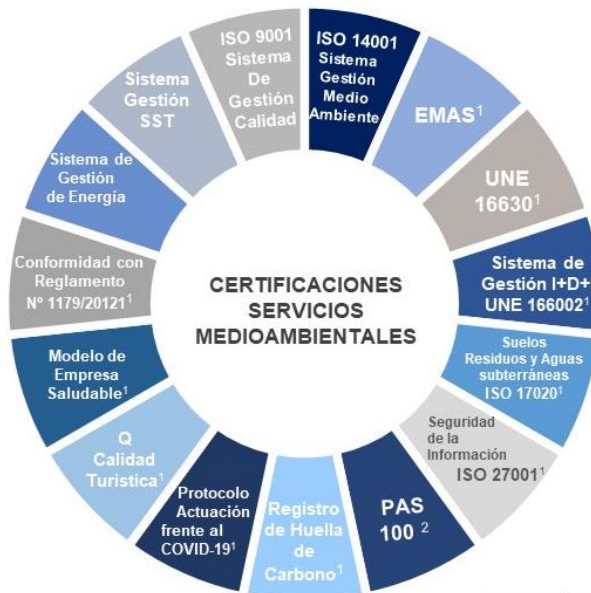 CERTIFICACIONES
SERVICIOS
MEDIOAMBIENTALES
ISO 14001
Sistema
Gestión
Medio
Ambiente
EMAS¹
UNE
16630¹
Sistema de
Gestión I+D+
UNE 166002¹
Suelos
Residuos y Aguas
subterráneas
ISO 17020¹
Seguridad
de la
Información
ISO 27001¹
PAS
100 ²
Registro
de Huella
de
Carbono¹
Protocolo
Actuación
frente al
COVID-19¹
Q
Calidad
Turística¹
Modelo de
Empresa
Saludable¹
Conformidad con
Reglamento
Nº 1179/20121¹
Sistema de
Gestión
de Energía
Sistema
Gestión
SST
ISO 9001
Sistema
De
Gestión
Calidad